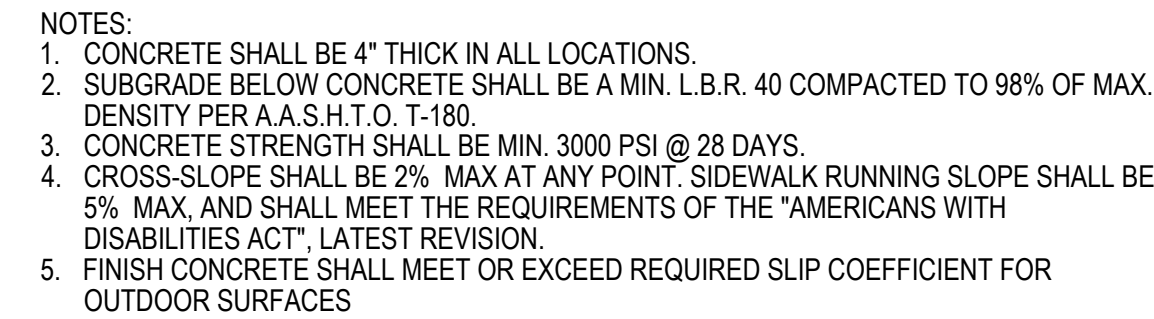 NOTES:
1. CONCRETE SHALL BE 4" THICK IN ALL LOCATIONS.
2. SUBGRADE BELOW CONCRETE SHALL BE A MIN. L.B.R. 40 COMPACTED TO 98% OF MAX.
DENSITY PER A.A.S.H.T.O. T-180.
3. CONCRETE STRENGTH SHALL BE MIN. 3000 PSI @ 28 DAYS.
4. CROSS-SLOPE SHALL BE 2% MAX AT ANY POINT. SIDEWALK RUNNING SLOPE SHALL BE
5% MAX, AND SHALL MEET THE REQUIREMENTS OF THE "AMERICANS WITH
DISABILITIES ACT", LATEST REVISION.
5. FINISH CONCRETE SHALL MEET OR EXCEED REQUIRED SLIP COEFFICIENT FOR
OUTDOOR SURFACES